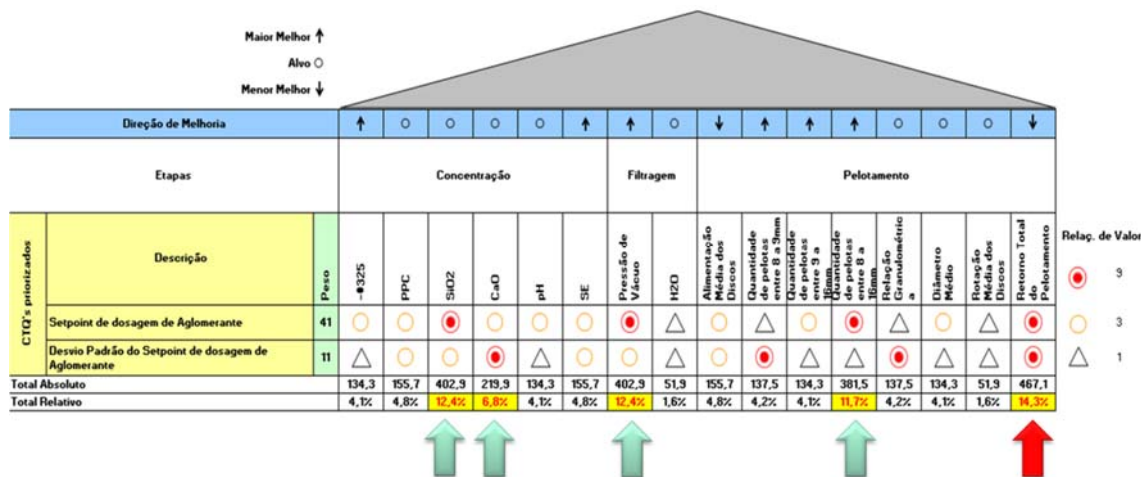 Maior Melhor ↑
Alvo ○
Menor Melhor ↓
Direção de Melhoria ↑ ○ ○ ○ ○ ↑ ↑ ○ ↓ ↑ ↑ ↑ ○ ○ ○ ↓
Etapas Concentração Filtragem Pelotamento
CTQ's priorizados
Descrição
Peso
-#325
PPC
SiO2
CaO
pH
SE
Pressão de
Vácuo
H2O
Alimentação
Média dos
Discos
Quantidade
de pelotas
entre 8 a 9mm
Quantidade
de pelotas
entre 9 a
16mm
Quantidade
de pelotas
entre 8 a
16mm
Relação
Granulométric
a
Diâmetro
Médio
Rotação
Média dos
Discos
Retorno Total
do
Pelotamento
Relaç. de Valor
9
Setpoint de dosagem de Aglomerante 41
3
Desvio Padrão do Setpoint de dosagem de
Aglomerante 11
1
Total Absoluto 134,3 155,7 402,9 219,9 134,3 155,7 402,9 51,9 155,7 137,5 134,3 381,5 137,5 134,3 51,9 467,1
Total Relativo 4,1% 4,8% 12,4% 6,8% 4,1% 4,8% 12,4% 1,6% 4,8% 4,2% 4,1% 11,7% 4,2% 4,1% 1,6% 14,3%